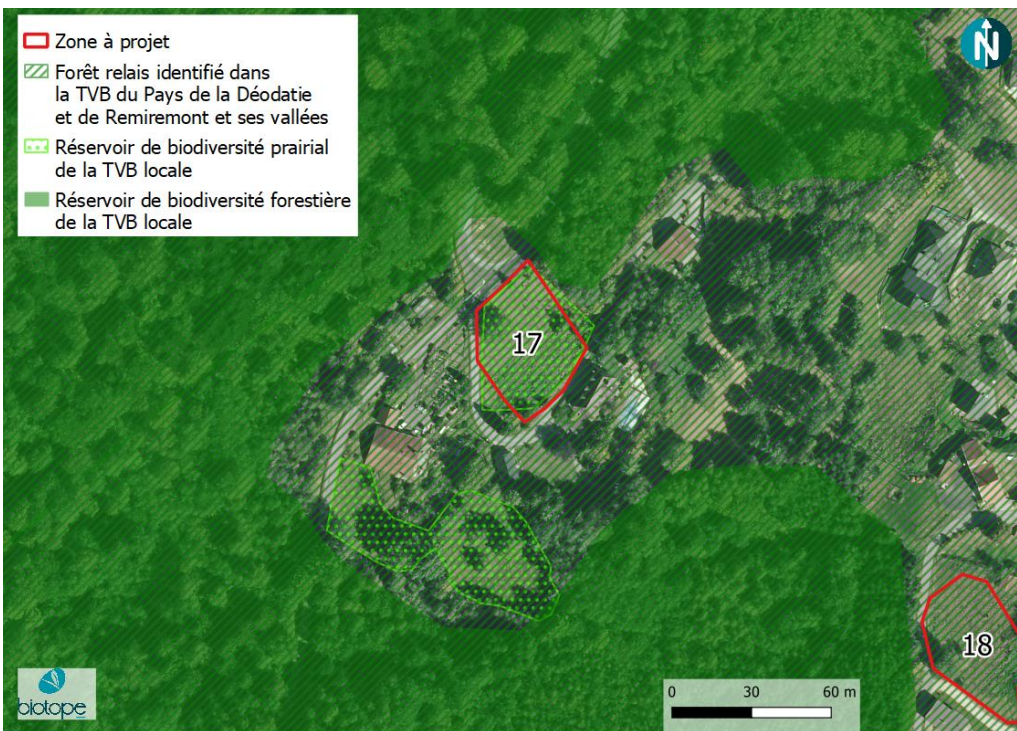 Zone à projet
Forêt relais identifié dans
la TVB du Pays de la Déodatie
et de Remiremont et ses vallées
Réservoir de biodiversité prairial
de la TVB locale
Réservoir de biodiversité forestière
de la TVB locale
N
17
18
biotope
0 30 60 m